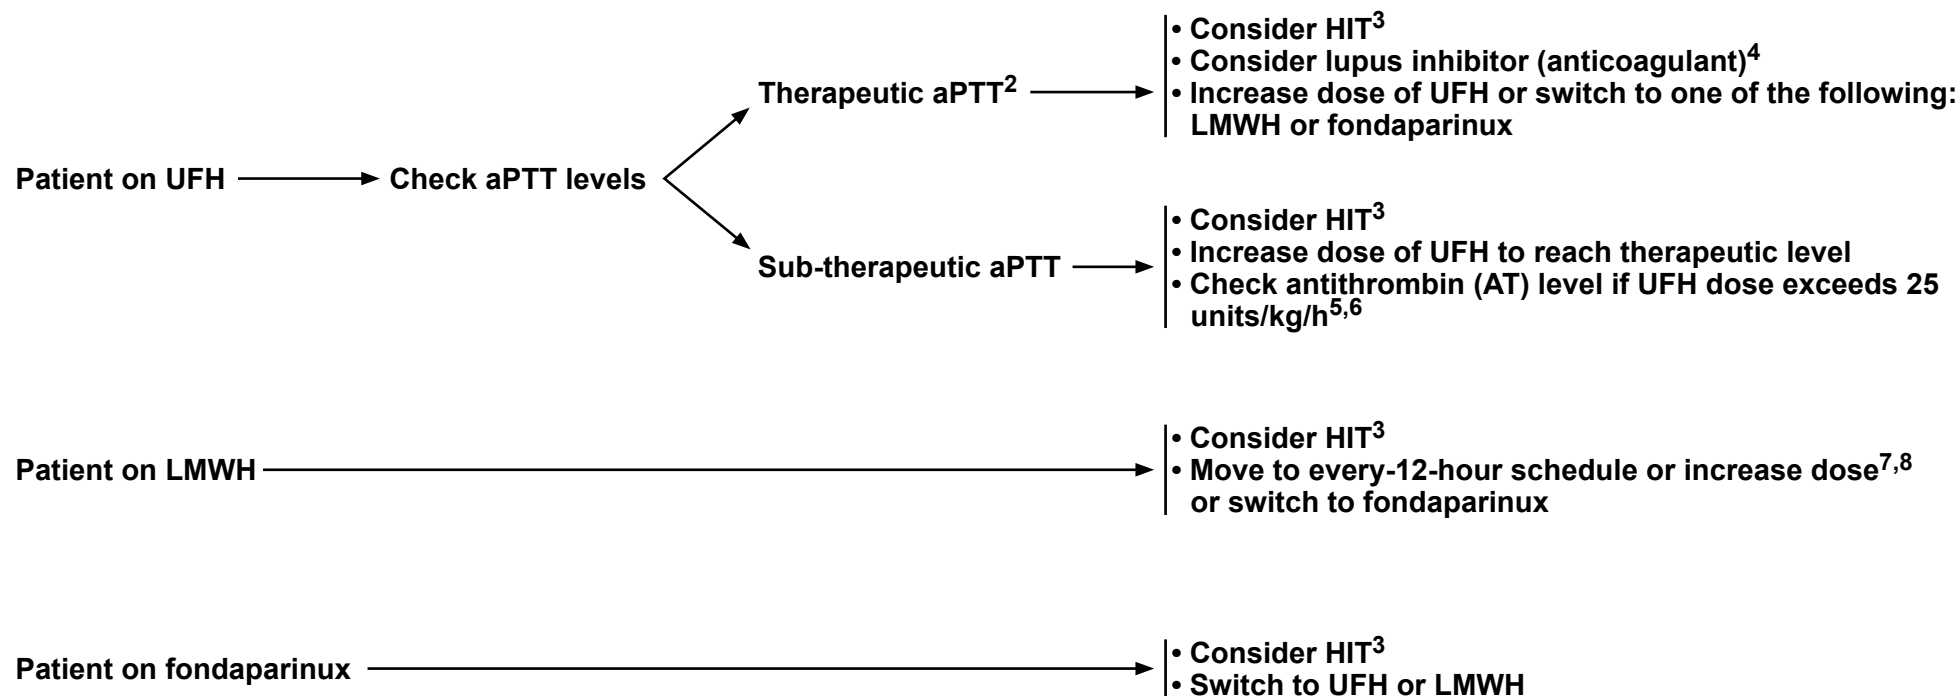 Patient on UFH
Check aPTT levels
Therapeutic aPTT2
• Consider HIT3
• Consider lupus inhibitor (anticoagulant)4
• Increase dose of UFH or switch to one of the following:
LMWH or fondaparinux
Sub-therapeutic aPTT
• Consider HIT3
• Increase dose of UFH to reach therapeutic level
• Check antithrombin (AT) level if UFH dose exceeds 25
units/kg/h5,6
Patient on LMWH
• Consider HIT3
• Move to every-12-hour schedule or increase dose7,8
or switch to fondaparinux
Patient on fondaparinux
• Consider HIT3
• Switch to UFH or LMWH